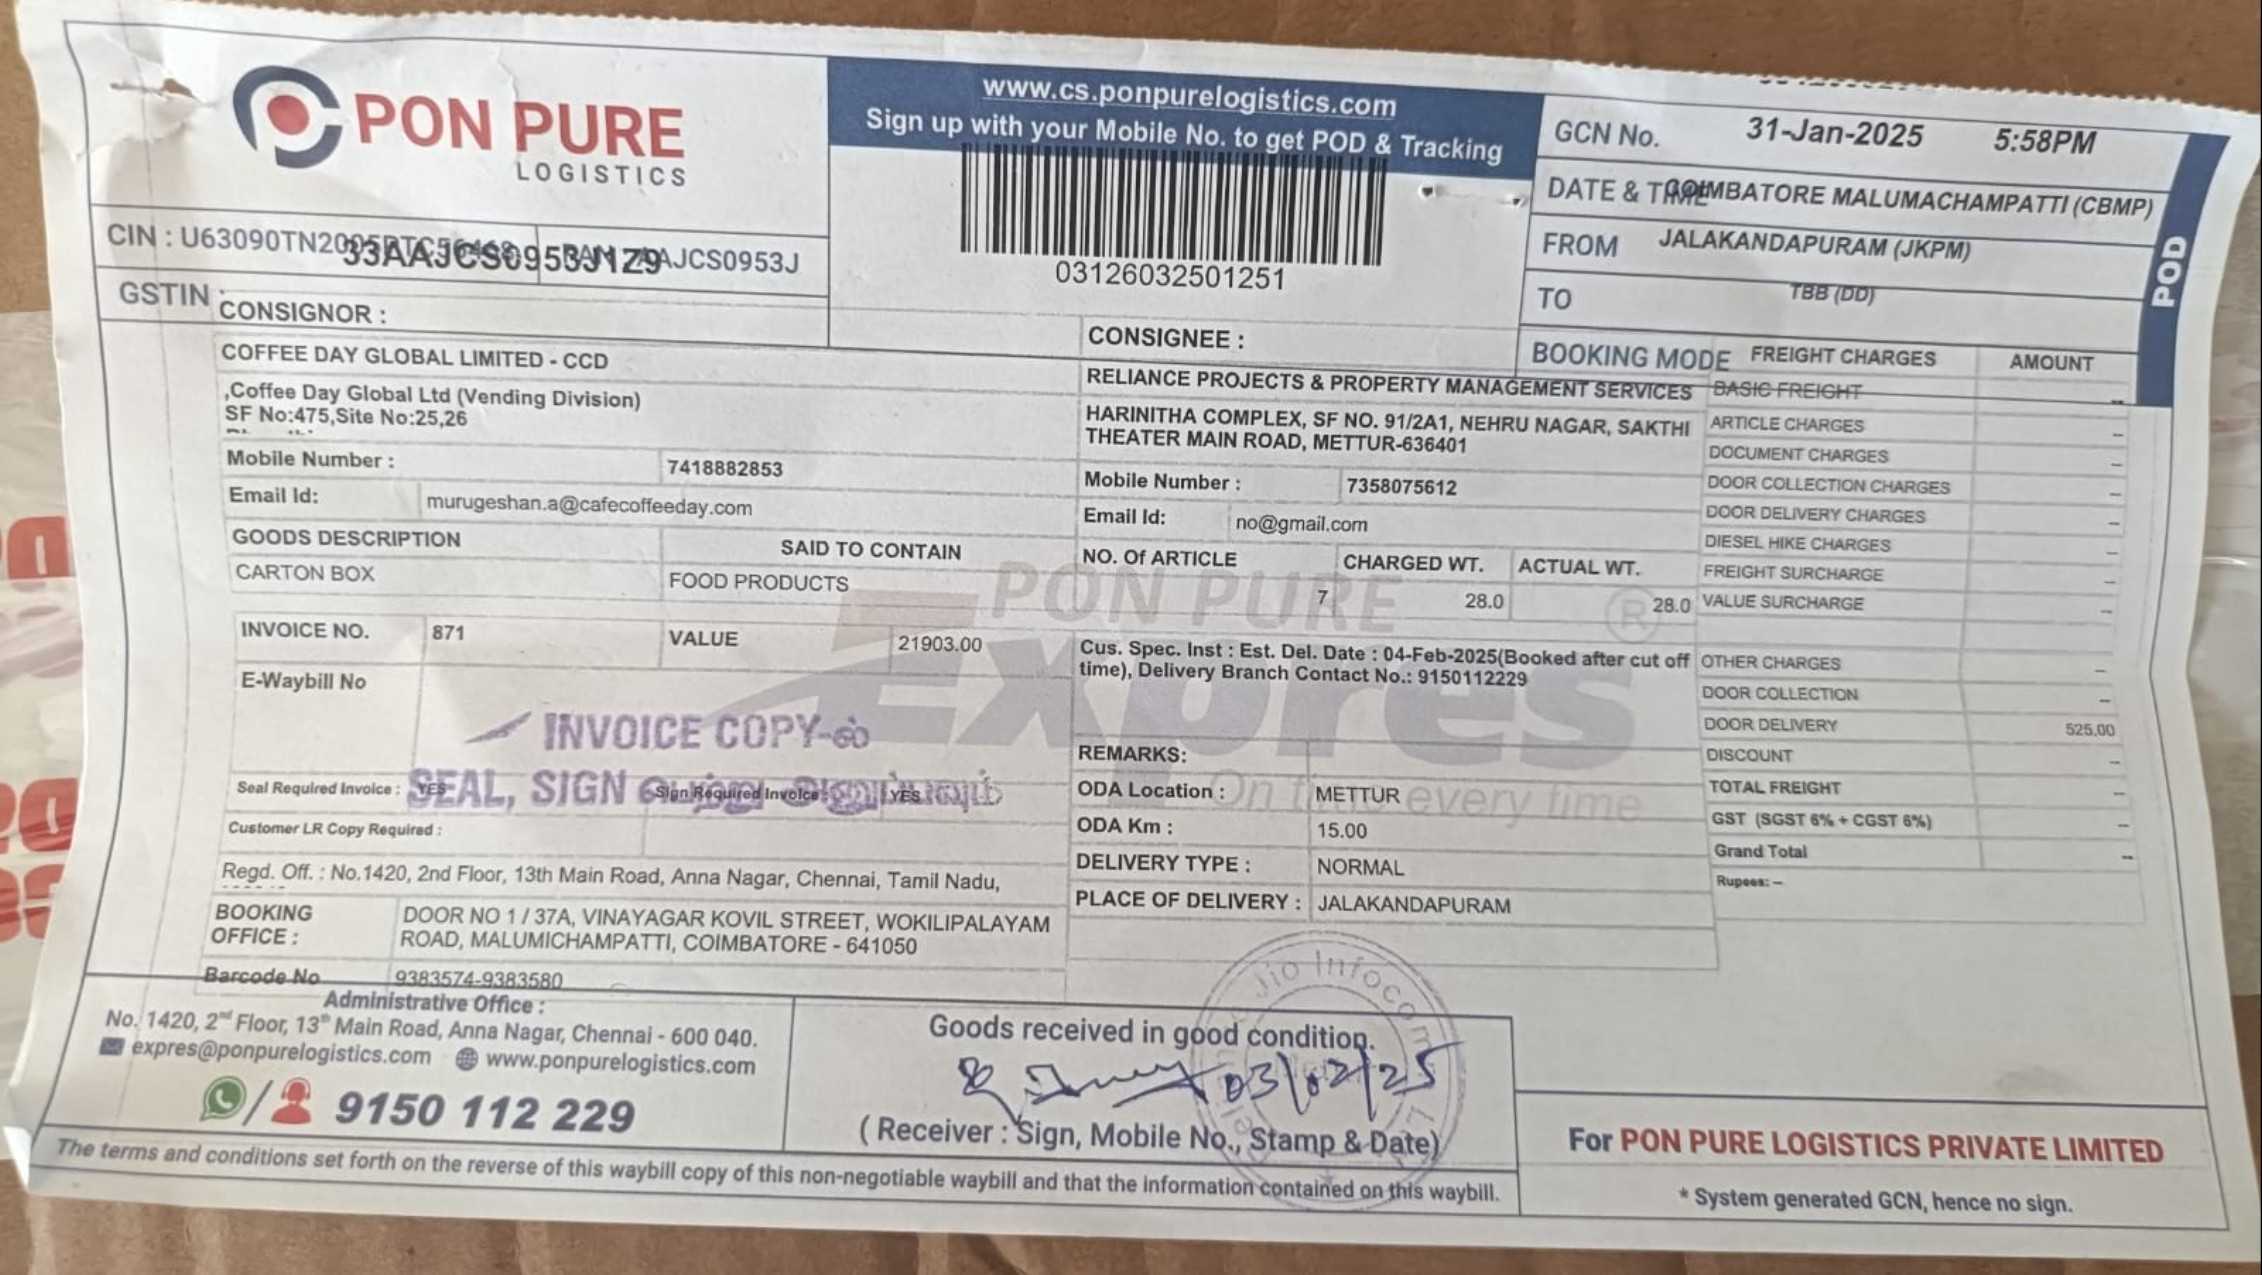 PON PURE
LOGISTICS
www.cs.ponpurelogistics.com
Sign up with your Mobile No. to get POD & Tracking
03126032501251
GCN No. 31-Jan-2025 5:58PM
DATE & TIME COIMBATORE MALUMACHAMPATTI (CBMP)
FROM JALAKANDAPURAM (JKPM)
TO TBB (DD)
BOOKING MODE
POD
CIN : AAJCS0953J
33AAJCS0953J1Z9
GSTIN :
CONSIGNOR :
COFFEE DAY GLOBAL LIMITED - CCD
,Coffee Day Global Ltd (Vending Division)
SF No:475,Site No:25,26
Mobile Number : 7418882853
Email Id: murugeshan.a@cafecoffeeday.com
GOODS DESCRIPTION SAID TO CONTAIN
CARTON BOX FOOD PRODUCTS
INVOICE NO. 871 VALUE 21903.00
E-Waybill No
INVOICE COPY-ல்
SEAL, SIGN
Seal Required Invoice : YES Sign Required Invoice : YES
Customer LR Copy Required :
Regd. Off. : No.1420, 2nd Floor, 13th Main Road, Anna Nagar, Chennai, Tamil Nadu,
BOOKING OFFICE : DOOR NO 1 / 37A, VINAYAGAR KOVIL STREET, WOKILIPALAYAM
ROAD, MALUMICHAMPATTI, COIMBATORE - 641050
Barcode No 9383574-9383580
CONSIGNEE :
RELIANCE PROJECTS & PROPERTY MANAGEMENT SERVICES
HARINITHA COMPLEX, SF NO. 91/2A1, NEHRU NAGAR, SAKTHI
THEATER MAIN ROAD, METTUR-636401
Mobile Number : 7358075612
Email Id: no@gmail.com
NO. Of ARTICLE CHARGED WT. ACTUAL WT.
7 28.0 28.0
PON PURE
Expres
On time every time
Cus. Spec. Inst : Est. Del. Date : 04-Feb-2025(Booked after cut off
time), Delivery Branch Contact No.: 9150112229
REMARKS:
ODA Location : METTUR
ODA Km : 15.00
DELIVERY TYPE : NORMAL
PLACE OF DELIVERY : JALAKANDAPURAM
FREIGHT CHARGES AMOUNT
BASIC FREIGHT --
ARTICLE CHARGES --
DOCUMENT CHARGES --
DOOR COLLECTION CHARGES --
DOOR DELIVERY CHARGES --
DIESEL HIKE CHARGES --
FREIGHT SURCHARGE --
VALUE SURCHARGE --
OTHER CHARGES --
DOOR COLLECTION --
DOOR DELIVERY 525.00
DISCOUNT --
TOTAL FREIGHT --
GST (SGST 6% + CGST 6%) --
Grand Total --
Rupees: --
Administrative Office :
No. 1420, 2nd Floor, 13th Main Road, Anna Nagar, Chennai - 600 040.
expres@ponpurelogistics.com www.ponpurelogistics.com
9150 112 229
Goods received in good condition.
03/02/25
Jio Infocom
( Receiver : Sign, Mobile No., Stamp & Date)
For PON PURE LOGISTICS PRIVATE LIMITED
* System generated GCN, hence no sign.
The terms and conditions set forth on the reverse of this waybill copy of this non-negotiable waybill and that the information contained on this waybill.